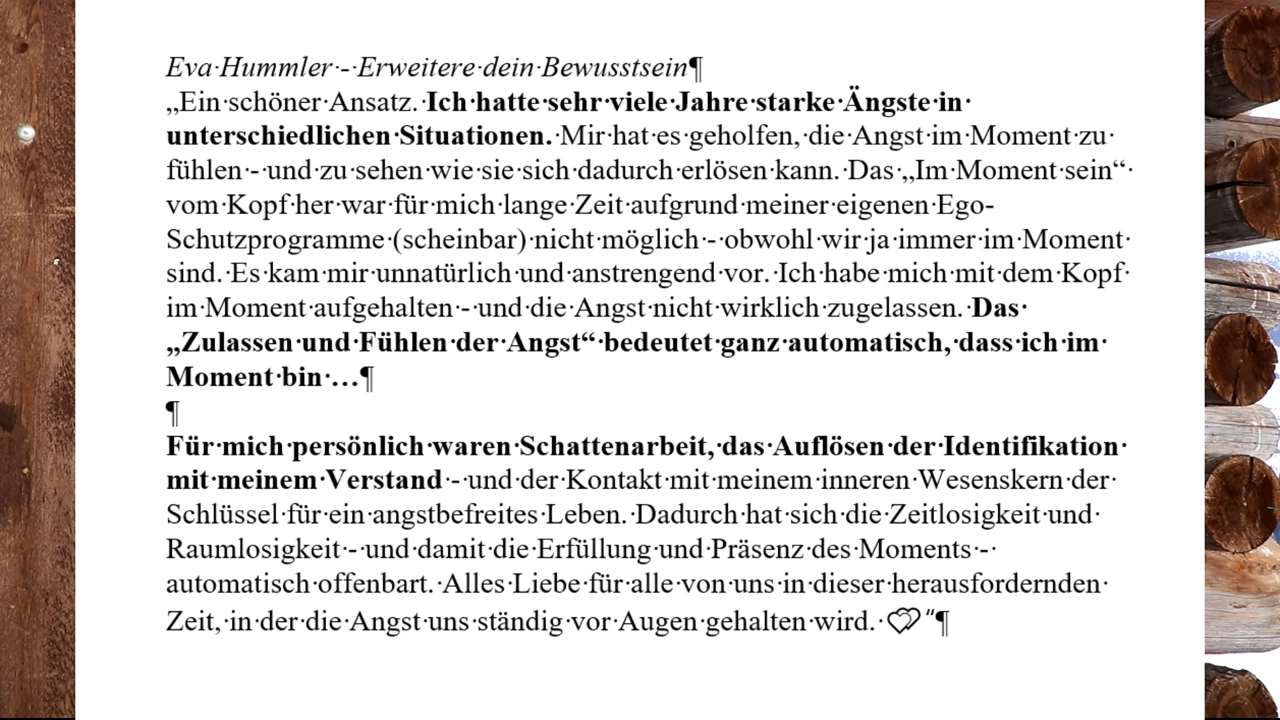 Eva Hummler - Erweitere dein Bewusstsein¶
„Ein schöner Ansatz. Ich hatte sehr viele Jahre starke Ängste in
unterschiedlichen Situationen. Mir hat es geholfen, die Angst im Moment zu
fühlen - und zu sehen wie sie sich dadurch erlösen kann. Das „Im Moment sein“
vom Kopf her war für mich lange Zeit aufgrund meiner eigenen Ego-
Schutzprogramme (scheinbar) nicht möglich - obwohl wir ja immer im Moment
sind. Es kam mir unnatürlich und anstrengend vor. Ich habe mich mit dem Kopf
im Moment aufgehalten - und die Angst nicht wirklich zugelassen. Das
„Zulassen und Fühlen der Angst“ bedeutet ganz automatisch, dass ich im
Moment bin …¶
¶
Für mich persönlich waren Schattenarbeit, das Auflösen der Identifikation
mit meinem Verstand - und der Kontakt mit meinem inneren Wesenskern der
Schlüssel für ein angstbefreites Leben. Dadurch hat sich die Zeitlosigkeit und
Raumlosigkeit - und damit die Erfüllung und Präsenz des Moments -
automatisch offenbart. Alles Liebe für alle von uns in dieser herausfordernden
Zeit, in der die Angst uns ständig vor Augen gehalten wird. 💕“¶